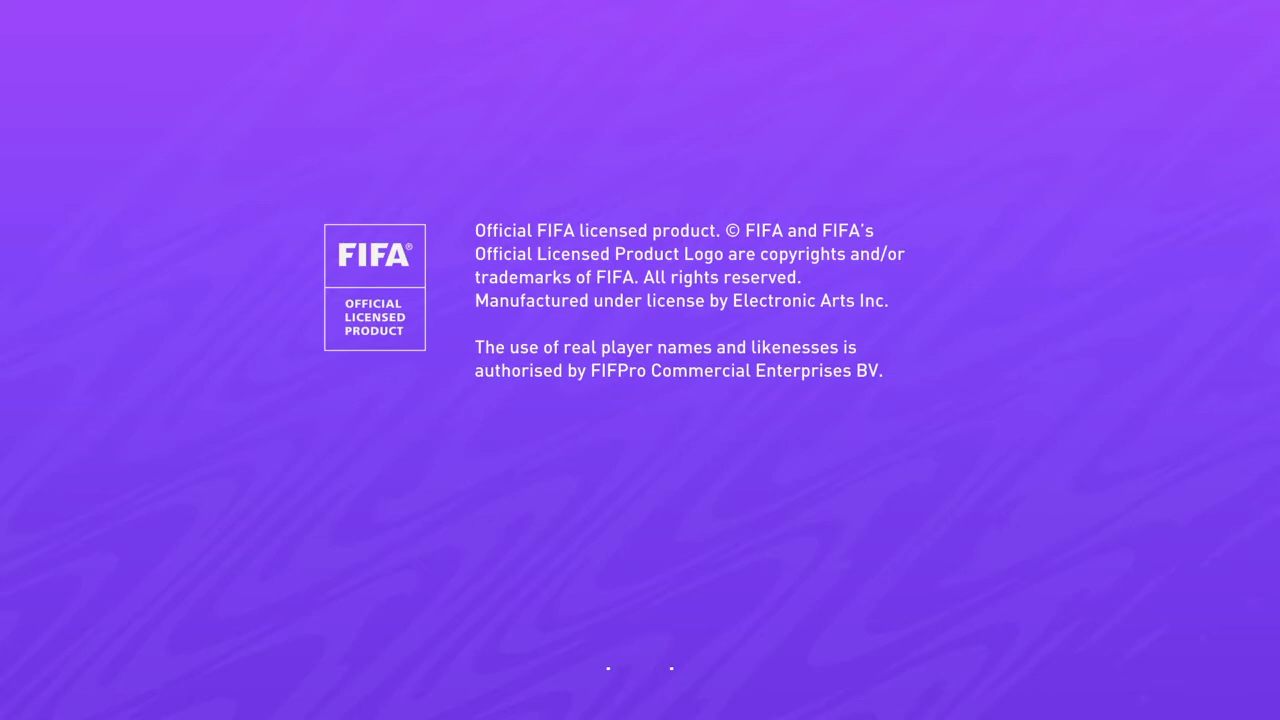 FIFA®
OFFICIAL
LICENSED
PRODUCT
Official FIFA licensed product. © FIFA and FIFA's
Official Licensed Product Logo are copyrights and/or
trademarks of FIFA. All rights reserved.
Manufactured under license by Electronic Arts Inc.
The use of real player names and likenesses is
authorised by FIFPro Commercial Enterprises BV.